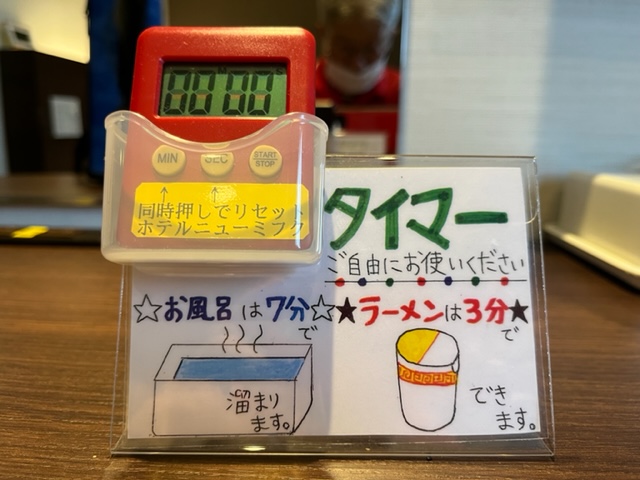 00 00
MIN SEC START STOP
同時押しでリセット
ホテルニューミフク
タイマー
ご自由にお使いください
☆お風呂は7分☆で
溜まります。
★ラーメンは3分★で
できます。